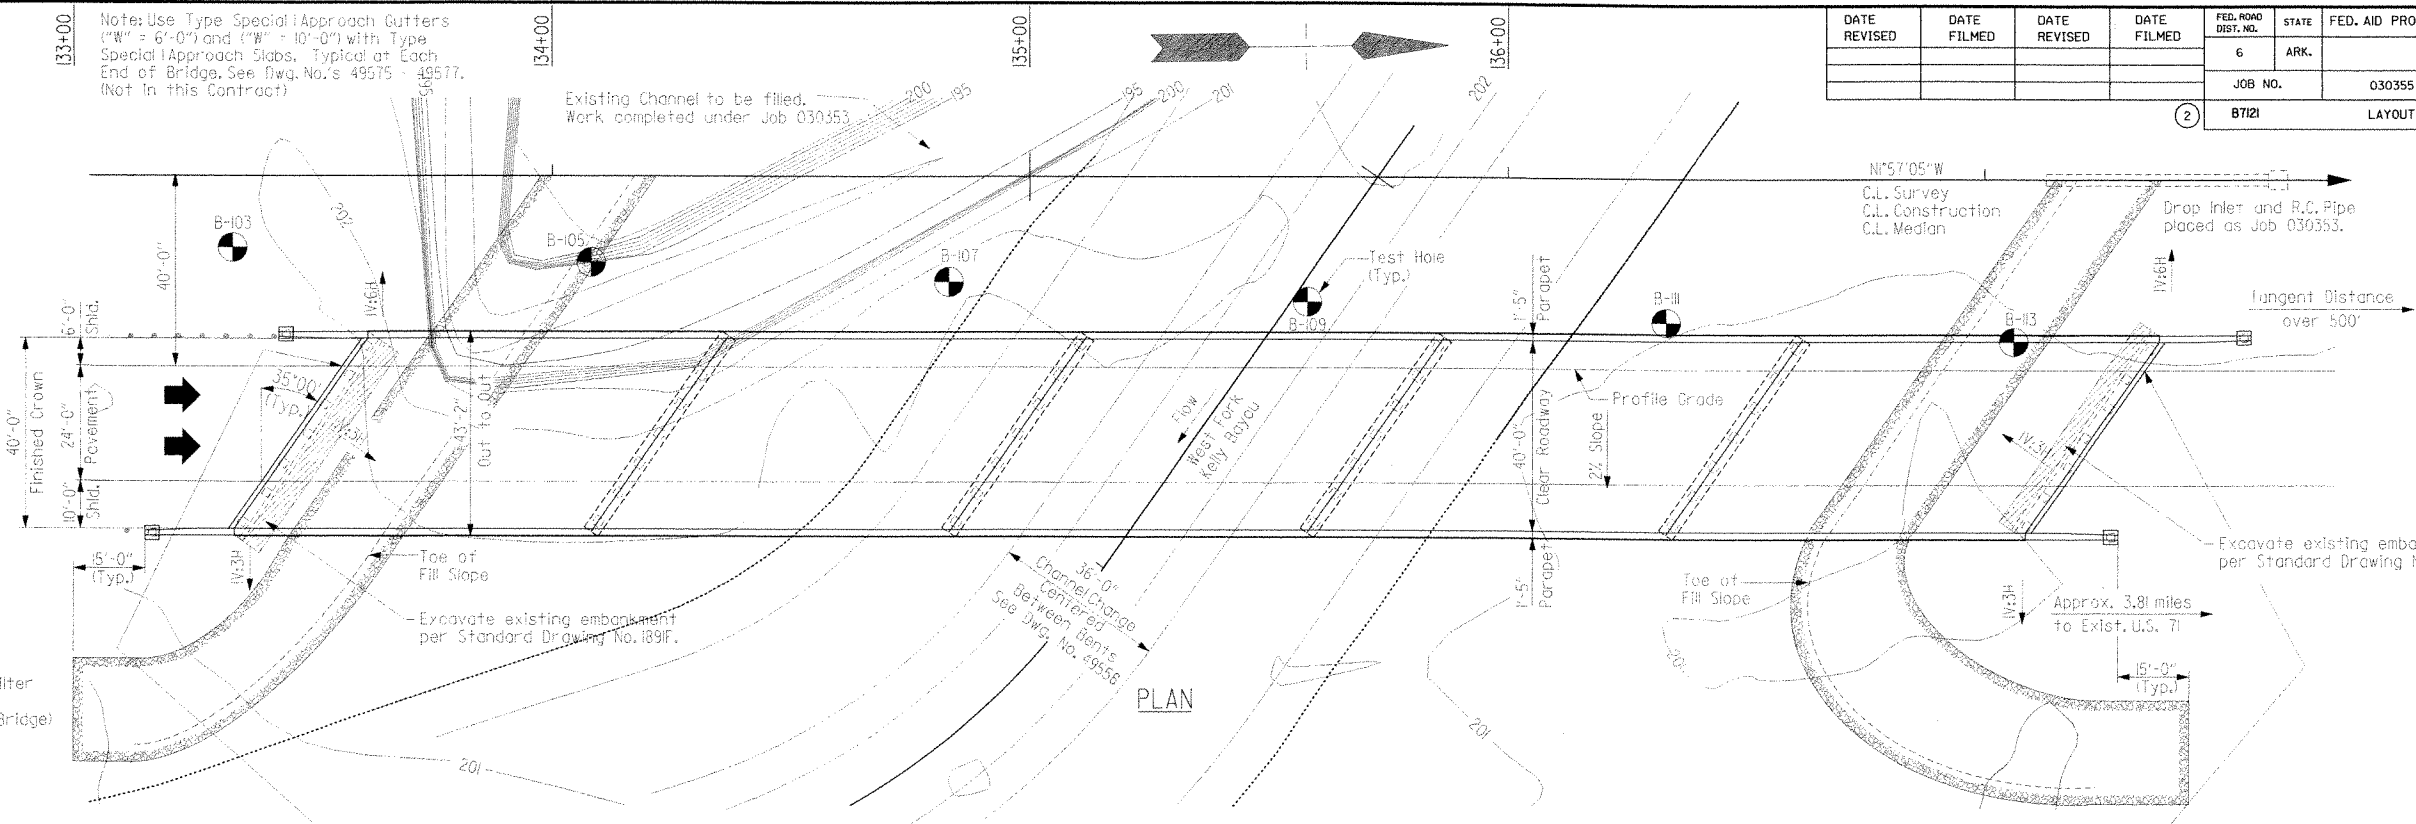 133+00
Note: Use Type Special Approach Gutters
("W" = 6'-0") and ("W" = 10'-0") with Type
Special Approach Slabs. Typical at Each
End of Bridge. See Dwg. No.'s 49575 - 49577.
(Not In this Contract)
134+00
135+00
136+00
DATE REVISED
DATE FILMED
DATE REVISED
DATE FILMED
FED. ROAD DIST. NO.
STATE
FED. AID PRO
6
ARK.
JOB NO.
030355
2
B7121
LAYOUT
Existing Channel to be filled.
Work completed under Job 030353
200
195
195
200
201
202
202
N1°57'05"W
C.L. Survey
C.L. Construction
C.L. Median
Drop Inlet and R.C. Pipe
placed as Job 030353.
B-103
B-105
B-107
B-109
B-111
B-113
Test Hole
(Typ.)
40'-0"
6'-0"
Shld.
1V:6H
1V:6H
1'-5"
Parapet
Tangent Distance
over 500'
40'-0"
Finished Crown
24'-0"
Pavement
10'-0"
Shld.
35°00'
(Typ.)
43'-2"
Out to Out
Flow
West Fork
Kelly Bayou
40'-0"
Clear Roadway
2% Slope
Profile Grade
1V:3H
15'-0"
(Typ.)
1V:3H
Toe of
Fill Slope
Excavate existing embankment
per Standard Drawing No. 1891F.
36'-0"
Channel Change
Centered
Between Bents
See Dwg. No. 49556
1'-5"
Parapet
Toe of
Fill Slope
Excavate existing emba
per Standard Drawing N
1V:3H
Approx. 3.81 miles
to Exist. U.S. 71
15'-0"
(Typ.)
201
201
201
PLAN
Bridge)